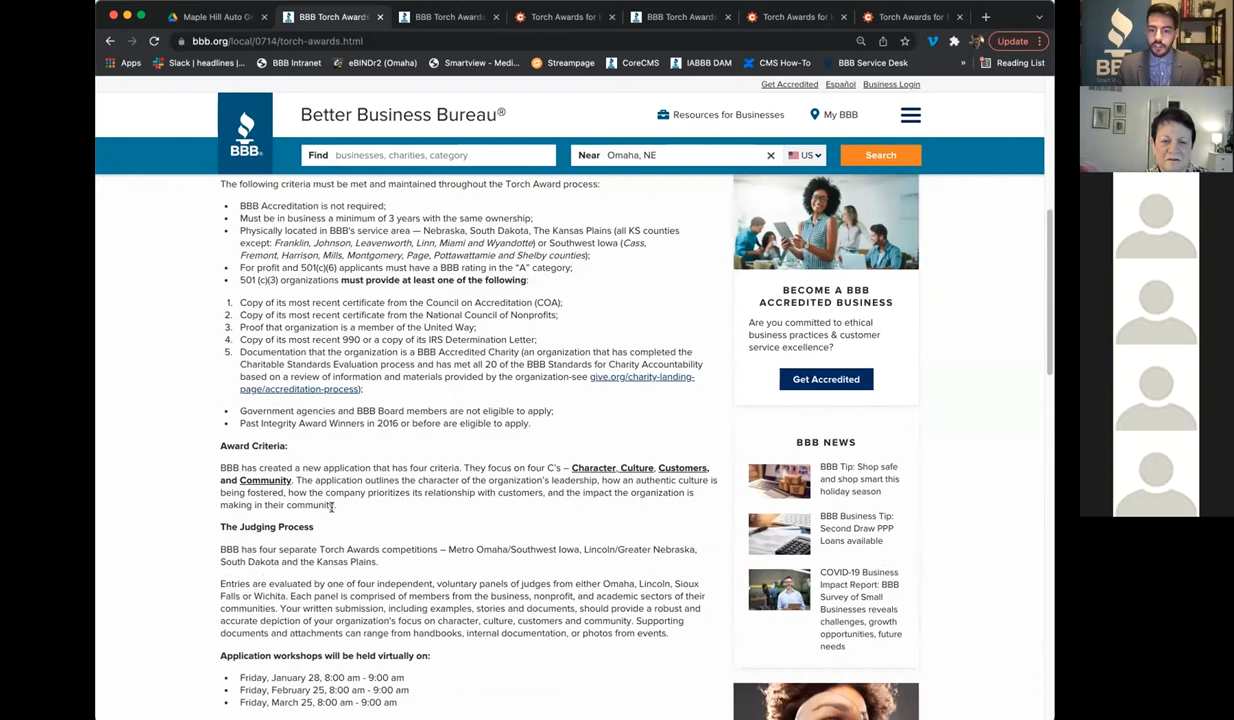 Maple Hill Auto G
BBB Torch Awards
BBB Torch Awards
Torch Awards for E
BBB Torch Awards
Torch Awards for E
Torch Awards for E
bbb.org/local/0714/torch-awards.html
Update
Apps
Slack | headlines |...
BBB Intranet
eBINDr2 (Omaha)
Smartview - Medi...
Streampage
CoreCMS
IABBB DAM
CMS How-To
BBB Service Desk
»
Reading List
Get Accredited Español Business Login
BBB
Better Business Bureau®
Resources for Businesses
My BBB
Find businesses, charities, category
Near Omaha, NE
US
Search
The following criteria must be met and maintained throughout the Torch Award process:
• BBB Accreditation is not required;
• Must be in business a minimum of 3 years with the same ownership;
• Physically located in BBB's service area — Nebraska, South Dakota, The Kansas Plains (all KS counties
except: Franklin, Johnson, Leavenworth, Linn, Miami and Wyandotte) or Southwest Iowa (Cass,
Fremont, Harrison, Mills, Montgomery, Page, Pottawattamie and Shelby counties);
• For profit and 501(c)(6) applicants must have a BBB rating in the "A" category;
• 501 (c)(3) organizations must provide at least one of the following:
1. Copy of its most recent certificate from the Council on Accreditation (COA);
2. Copy of its most recent certificate from the National Council of Nonprofits;
3. Proof that organization is a member of the United Way;
4. Copy of its most recent 990 or a copy of its IRS Determination Letter;
5. Documentation that the organization is a BBB Accredited Charity (an organization that has completed the
Charitable Standards Evaluation process and has met all 20 of the BBB Standards for Charity Accountability
based on a review of information and materials provided by the organization-see give.org/charity-landing-
page/accreditation-process);
• Government agencies and BBB Board members are not eligible to apply;
• Past Integrity Award Winners in 2016 or before are eligible to apply.
Award Criteria:
BBB has created a new application that has four criteria. They focus on four C's – Character, Culture, Customers,
and Community. The application outlines the character of the organization's leadership, how an authentic culture is
being fostered, how the company prioritizes its relationship with customers, and the impact the organization is
making in their community.
The Judging Process
BBB has four separate Torch Awards competitions – Metro Omaha/Southwest Iowa, Lincoln/Greater Nebraska,
South Dakota and the Kansas Plains.
Entries are evaluated by one of four independent, voluntary panels of judges from either Omaha, Lincoln, Sioux
Falls or Wichita. Each panel is comprised of members from the business, nonprofit, and academic sectors of their
communities. Your written submission, including examples, stories and documents, should provide a robust and
accurate depiction of your organization's focus on character, culture, customers and community. Supporting
documents and attachments can range from handbooks, internal documentation, or photos from events.
Application workshops will be held virtually on:
• Friday, January 28, 8:00 am - 9:00 am
• Friday, February 25, 8:00 am - 9:00 am
• Friday, March 25, 8:00 am - 9:00 am
BECOME A BBB
ACCREDITED BUSINESS
Are you committed to ethical
business practices & customer
service excellence?
Get Accredited
BBB NEWS
BBB Tip: Shop safe
and shop smart this
holiday season
BBB Business Tip:
Second Draw PPP
Loans available
COVID-19 Business
Impact Report: BBB
Survey of Small
Businesses reveals
challenges, growth
opportunities, future
needs